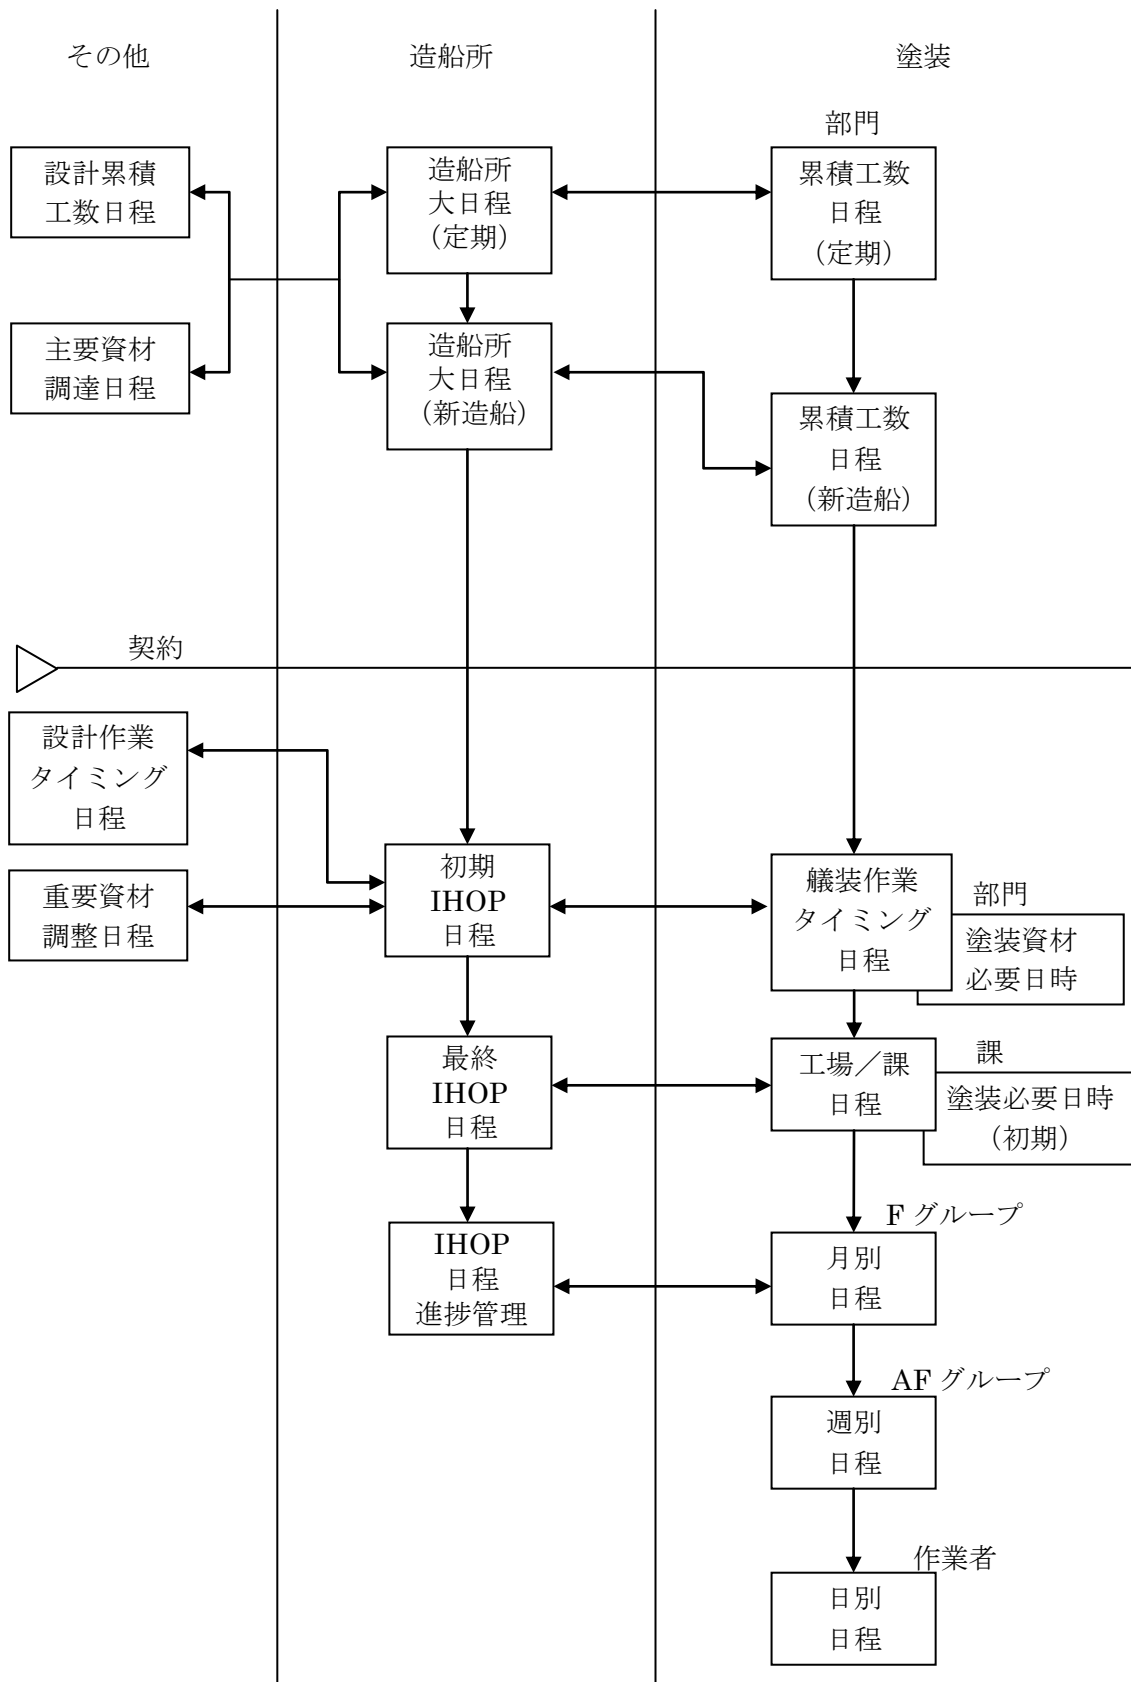 その他
造船所
塗装
部門
設計累積
工数日程
造船所
大日程
（定期）
累積工数
日程
（定期）
主要資材
調達日程
造船所
大日程
（新造船）
累積工数
日程
（新造船）
契約
設計作業
タイミング
日程
重要資材
調整日程
初期
IHOP
日程
艤装作業
タイミング
日程
部門
塗装資材
必要日時
最終
IHOP
日程
工場／課
日程
課
塗装必要日時
（初期）
IHOP
日程
進捗管理
F グループ
月別
日程
AF グループ
週別
日程
作業者
日別
日程